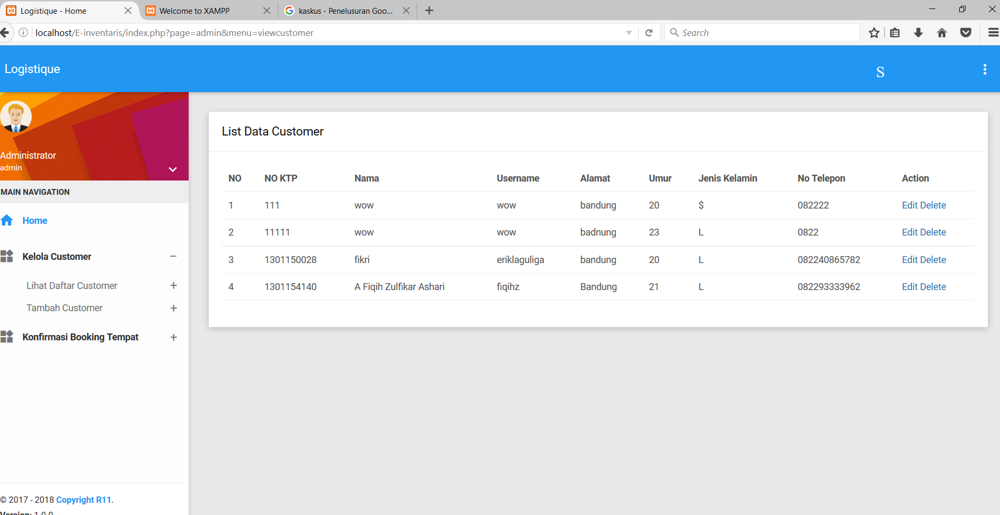 Logistique - Home
Welcome to XAMPP
kaskus - Penelusuran Goo...
localhost/E-inventaris/index.php?page=admin&menu=viewcustomer
Search
Logistique
S
Administrator
admin
MAIN NAVIGATION
Home
Kelola Customer
Lihat Daftar Customer
Tambah Customer
Konfirmasi Booking Tempat
© 2017 - 2018 Copyright R11.
Version: 1.0.0
List Data Customer
NO NO KTP Nama Username Alamat Umur Jenis Kelamin No Telepon Action
1 111 wow wow bandung 20 $ 082222 Edit Delete
2 11111 wow wow badnung 23 L 0822 Edit Delete
3 1301150028 fikri eriklaguliga bandung 20 L 082240865782 Edit Delete
4 1301154140 A Fiqih Zulfikar Ashari fiqihz Bandung 21 L 082293333962 Edit Delete